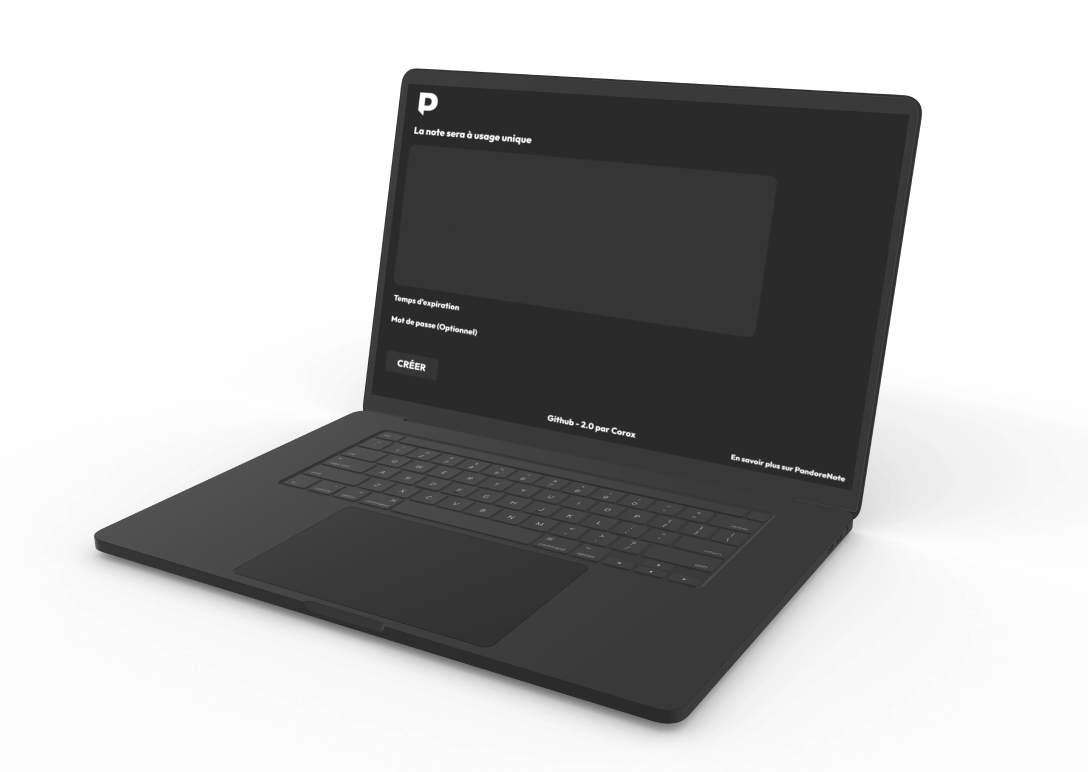 P
La note sera à usage unique
Temps d'expiration
Mot de passe (Optionnel)
CRÉER
Github - 2.0 par Corox
En savoir plus sur PandoreNote